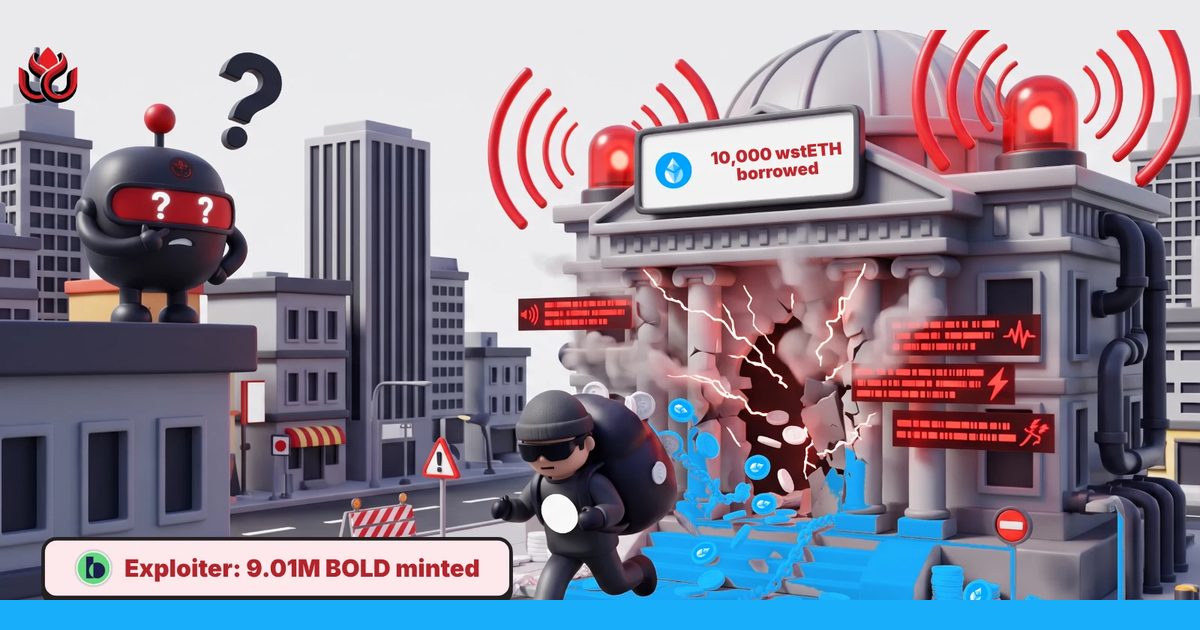 ?
? ?
10,000 wstETH
borrowed
!
b
Exploiter: 9.01M BOLD minted